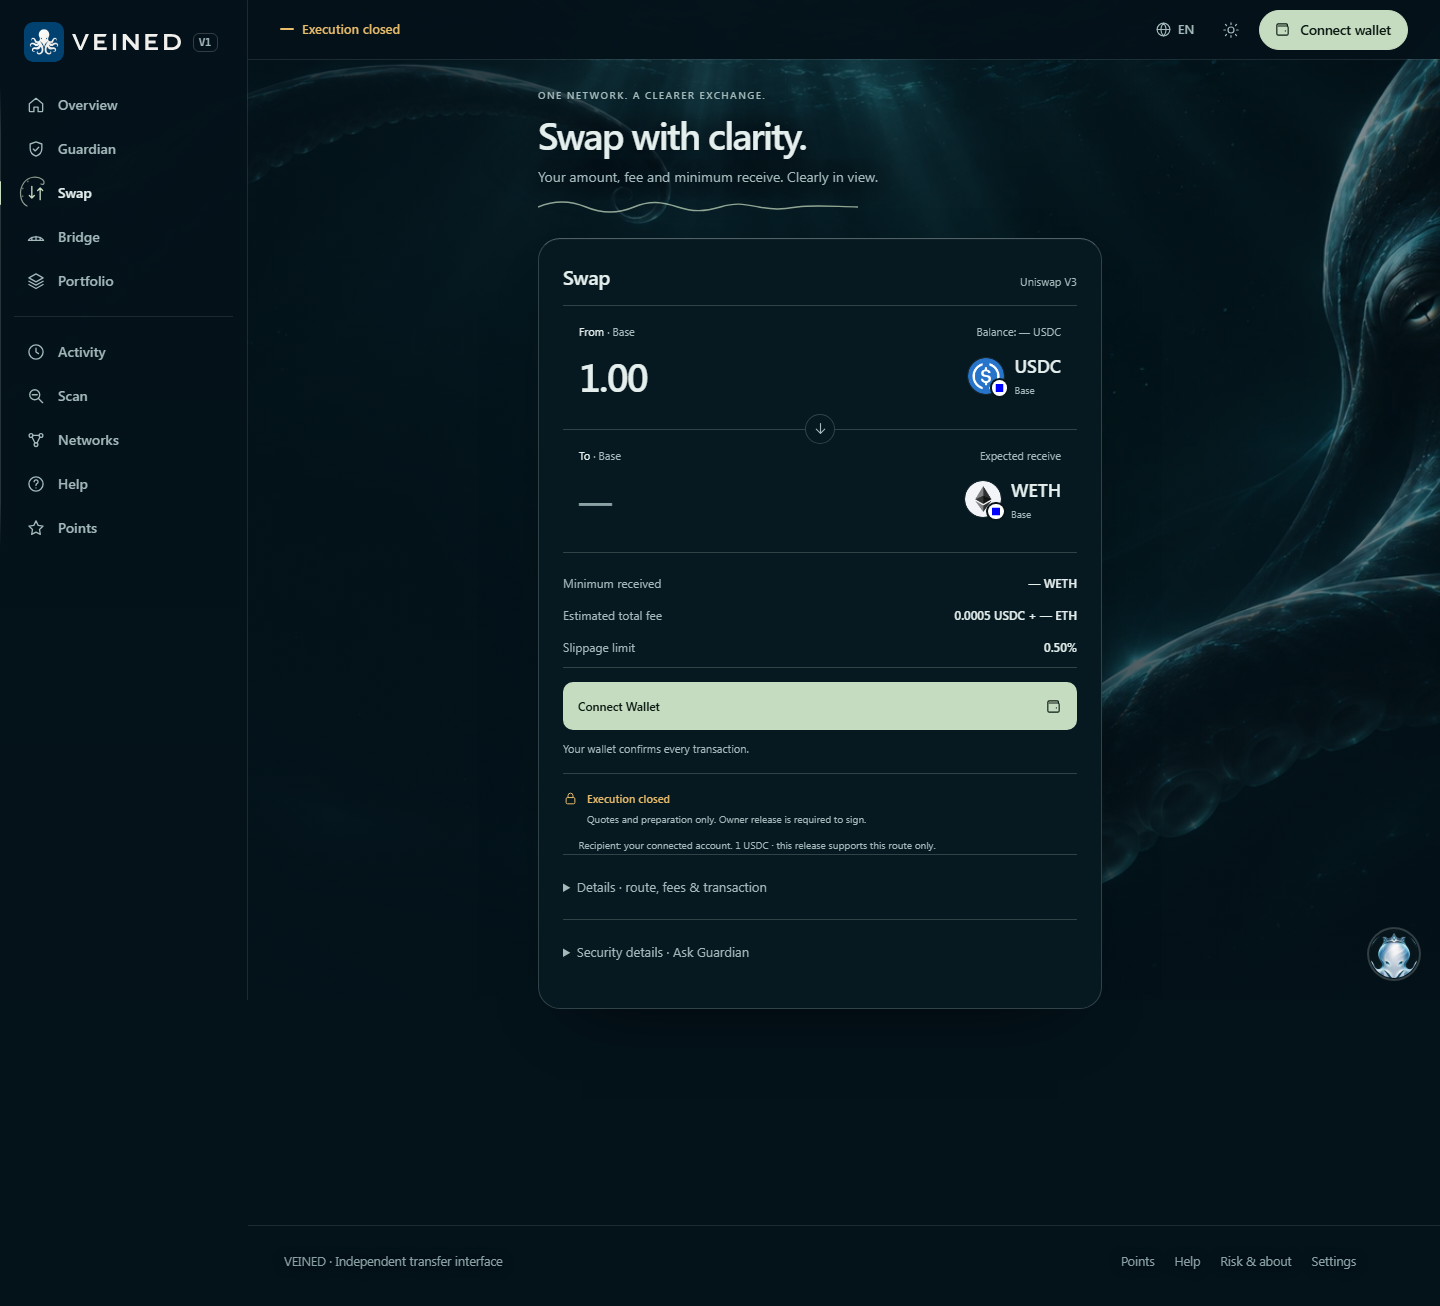 VEINED V1
Overview
Guardian
Swap
Bridge
Portfolio
Activity
Scan
Networks
Help
Points
Execution closed
EN
Connect wallet
ONE NETWORK. A CLEARER EXCHANGE.
Swap with clarity.
Your amount, fee and minimum receive. Clearly in view.
Swap
Uniswap V3
From · Base
Balance: — USDC
1.00
USDC
Base
To · Base
Expected receive
—
WETH
Base
Minimum received
— WETH
Estimated total fee
0.0005 USDC + — ETH
Slippage limit
0.50%
Connect Wallet
Your wallet confirms every transaction.
Execution closed
Quotes and preparation only. Owner release is required to sign.
Recipient: your connected account. 1 USDC · this release supports this route only.
Details · route, fees & transaction
Security details · Ask Guardian
VEINED · Independent transfer interface
Points
Help
Risk & about
Settings